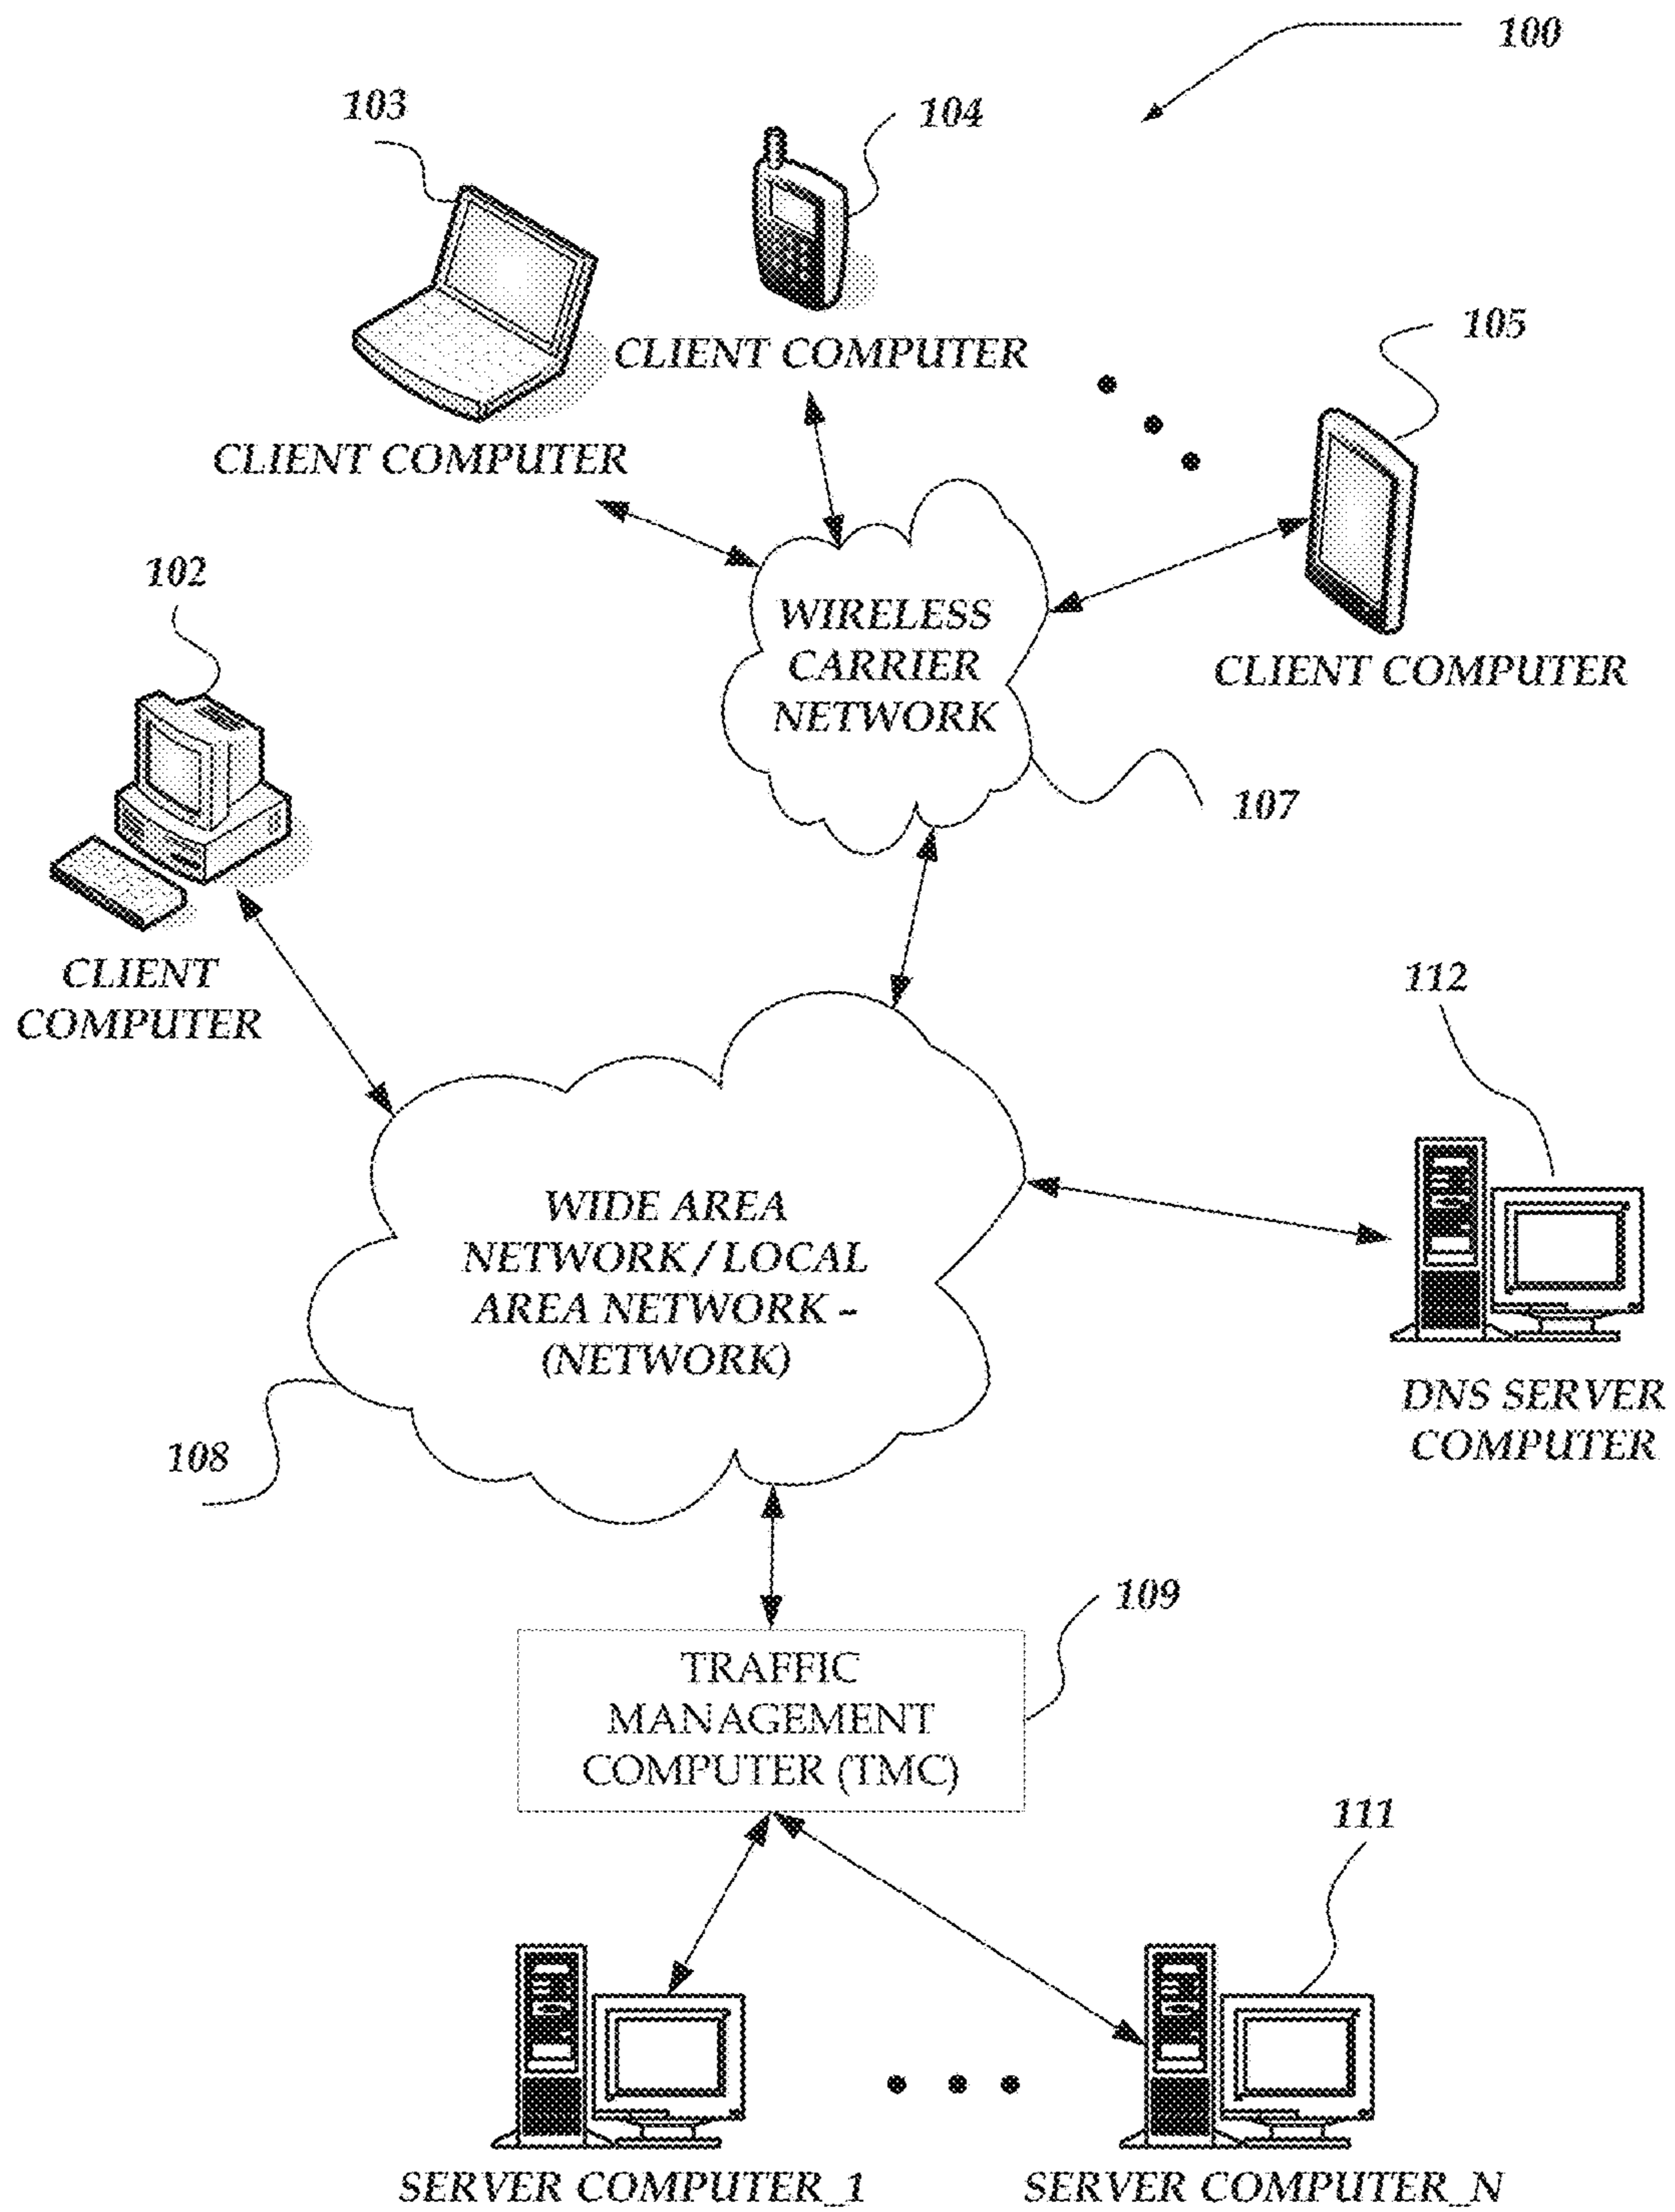 100
103
104
CLIENT COMPUTER
105
CLIENT COMPUTER
102
WIRELESS
CARRIER
NETWORK
CLIENT COMPUTER
107
CLIENT
COMPUTER
112
WIDE AREA
NETWORK / LOCAL
AREA NETWORK –
(NETWORK)
DNS SERVER
COMPUTER
108
109
TRAFFIC
MANAGEMENT
COMPUTER (TMC)
111
SERVER COMPUTER_1
SERVER COMPUTER_N